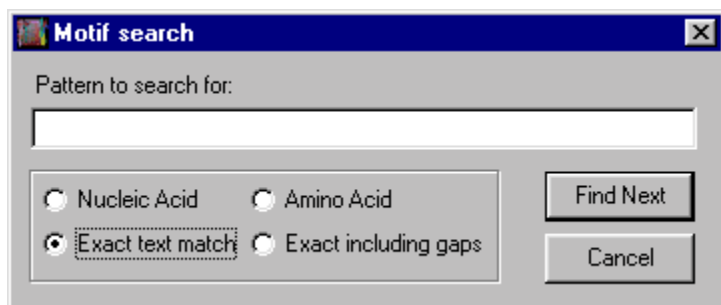 Motif search
Pattern to search for:
Nucleic Acid
Amino Acid
Find Next
Exact text match
Exact including gaps
Cancel